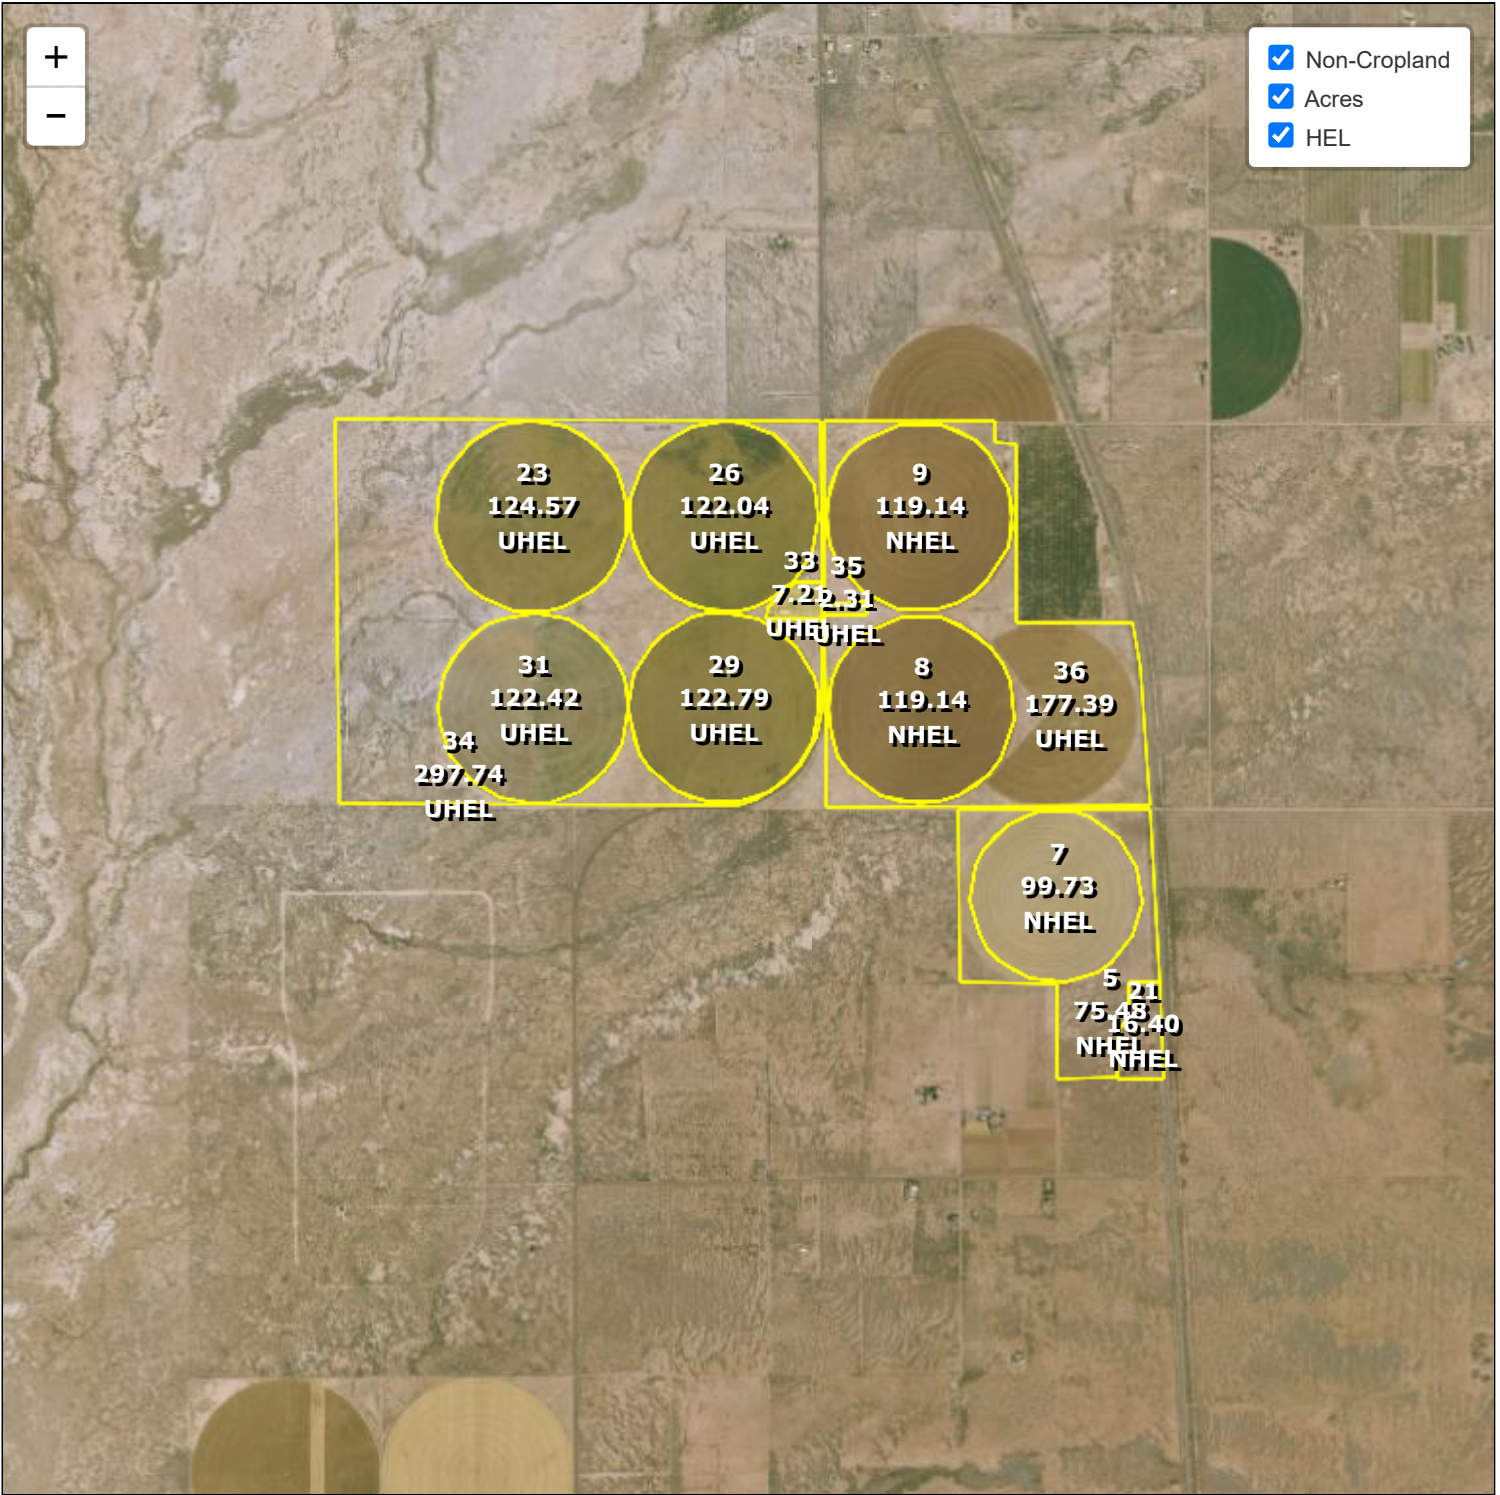 +
−
Non-Cropland
Acres
HEL
23
124.57
UHEL
26
122.04
UHEL
9
119.14
NHEL
33
7.21
UHEL
35
2.31
UHEL
31
122.42
UHEL
29
122.79
UHEL
8
119.14
NHEL
36
177.39
UHEL
34
297.74
UHEL
7
99.73
NHEL
5
75.48
NHEL
21
16.40
NHEL